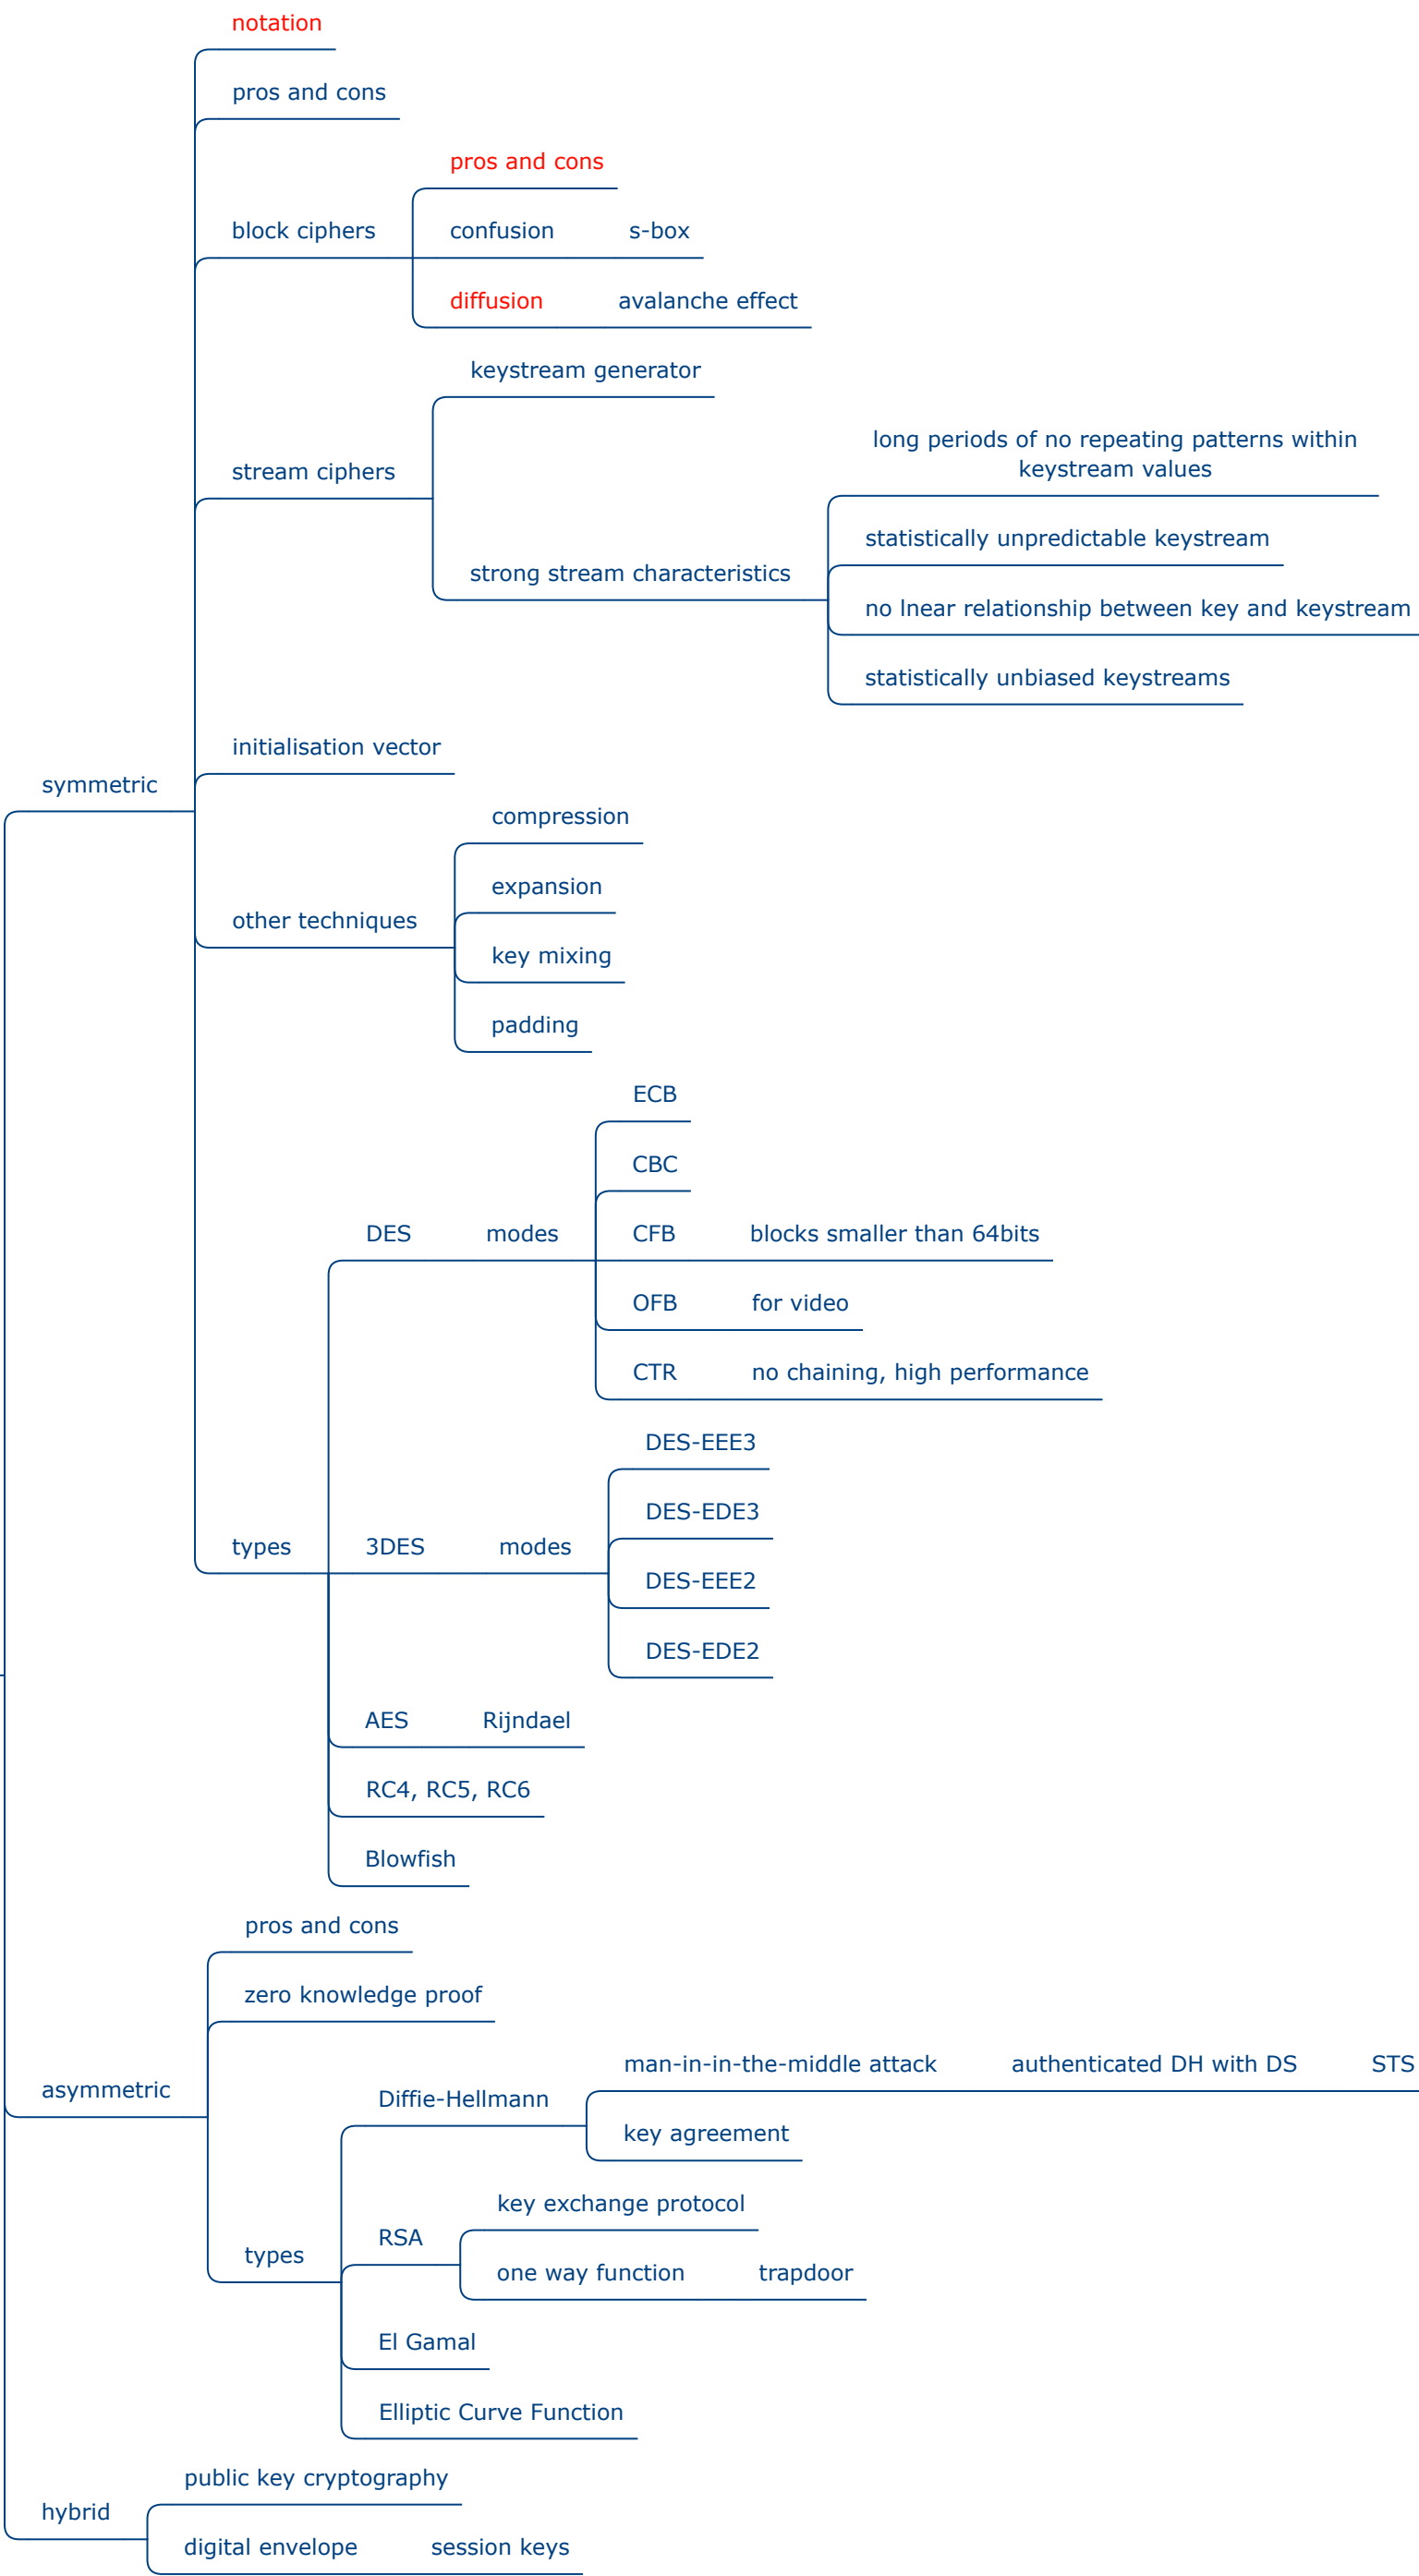 notation
pros and cons
pros and cons
block ciphers
confusion
s-box
diffusion
avalanche effect
keystream generator
long periods of no repeating patterns within
keystream values
stream ciphers
statistically unpredictable keystream
strong stream characteristics
no lnear relationship between key and keystream
statistically unbiased keystreams
initialisation vector
symmetric
compression
expansion
other techniques
key mixing
padding
ECB
CBC
DES
modes
CFB
blocks smaller than 64bits
OFB
for video
CTR
no chaining, high performance
DES-EEE3
DES-EDE3
types
3DES
modes
DES-EEE2
DES-EDE2
AES
Rijndael
RC4, RC5, RC6
Blowfish
pros and cons
zero knowledge proof
man-in-in-the-middle attack
authenticated DH with DS
STS
asymmetric
Diffie-Hellmann
key agreement
key exchange protocol
RSA
types
one way function
trapdoor
El Gamal
Elliptic Curve Function
public key cryptography
hybrid
digital envelope
session keys